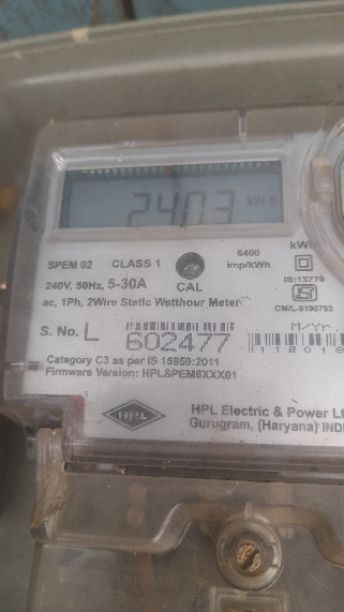 2403 kWh
SPEM 02 CLASS 1
6400 kWh
imp/kWh
240V, 50Hz, 5-30A CAL
IS:13779
ac, 1Ph, 2Wire Static Watthour Meter
CM/L-9190793
S. No. L 602477 M/Yr.
Category C3 as per IS 15959:2011
Firmware Version: HPLSPEM6XXX01
HPL
HPL Electric & Power
Gurugram, (Haryana)